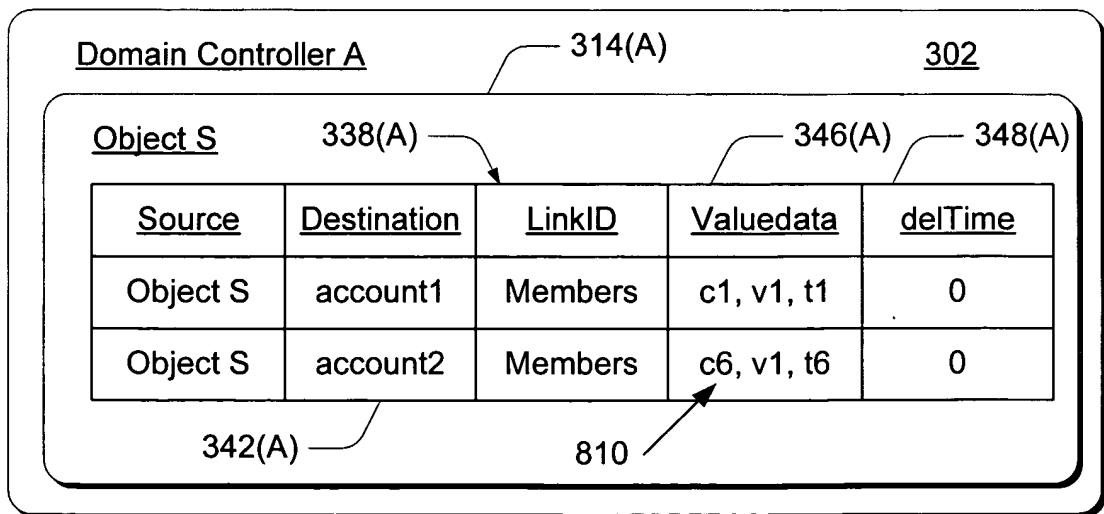 Domain Controller A 314(A) 302
Object S 338(A) 346(A) 348(A)
Source Destination LinkID Valuedata delTime
Object S account1 Members c1, v1, t1 0
Object S account2 Members c6, v1, t6 0
342(A) 810